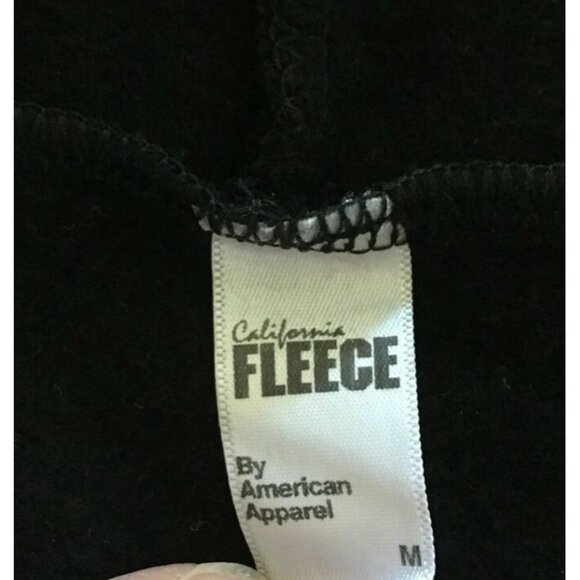 California
FLEECE
By
American
Apparel
M